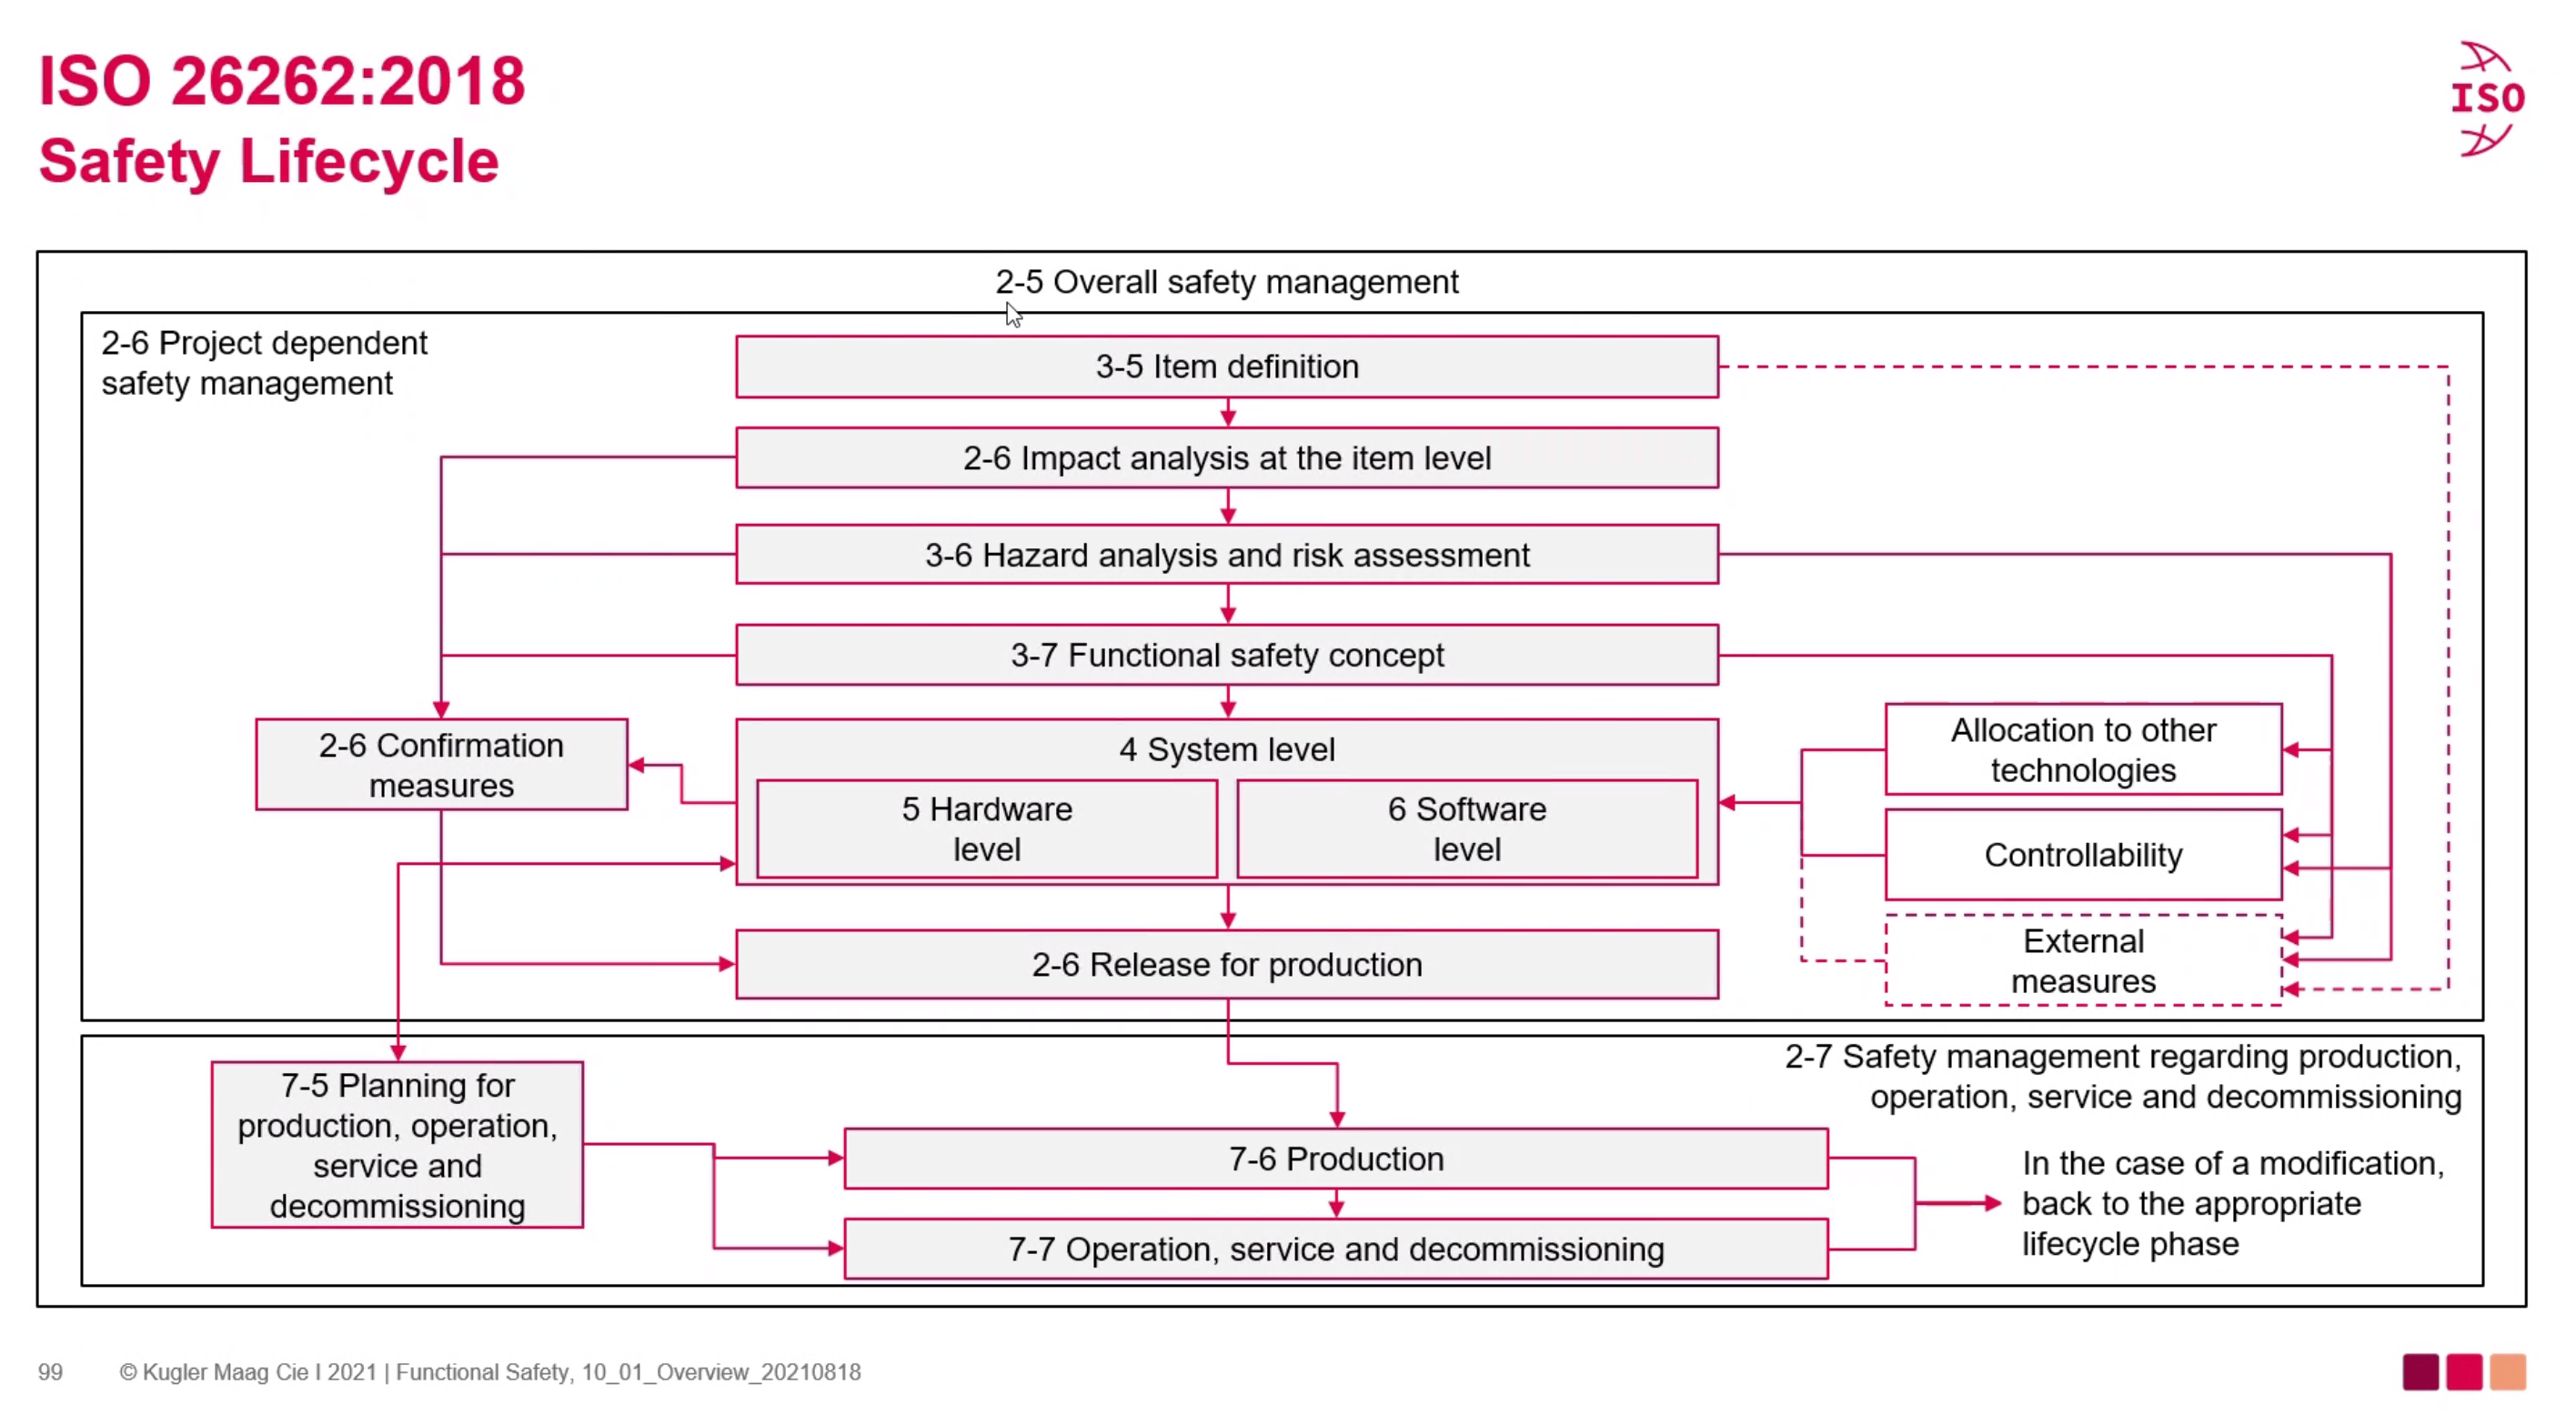 ISO 26262:2018
Safety Lifecycle
ISO
2-5 Overall safety management
2-6 Project dependent
safety management
3-5 Item definition
2-6 Impact analysis at the item level
3-6 Hazard analysis and risk assessment
3-7 Functional safety concept
2-6 Confirmation
measures
4 System level
5 Hardware
level
6 Software
level
Allocation to other
technologies
Controllability
External
measures
2-6 Release for production
2-7 Safety management regarding production,
operation, service and decommissioning
7-5 Planning for
production, operation,
service and
decommissioning
7-6 Production
7-7 Operation, service and decommissioning
In the case of a modification,
back to the appropriate
lifecycle phase
99 © Kugler Maag Cie I 2021 | Functional Safety, 10_01_Overview_20210818